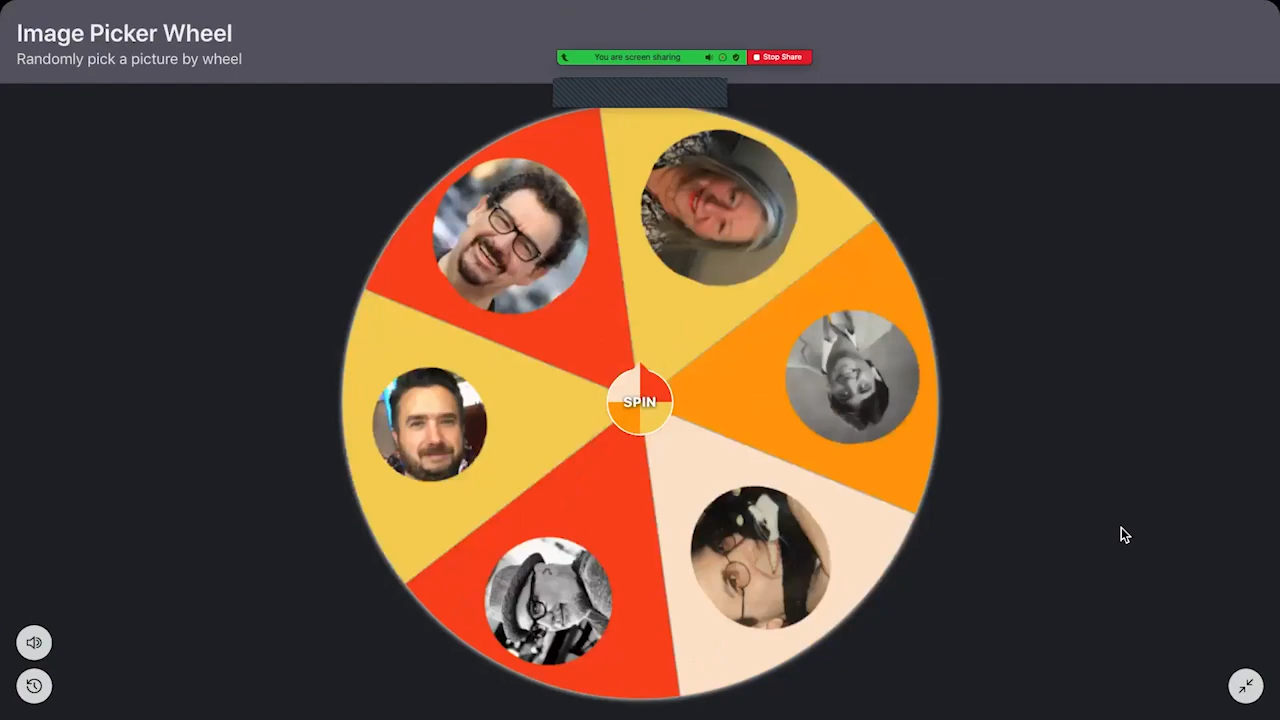 Image Picker Wheel
Randomly pick a picture by wheel
You are screen sharing
Stop Share
SPIN